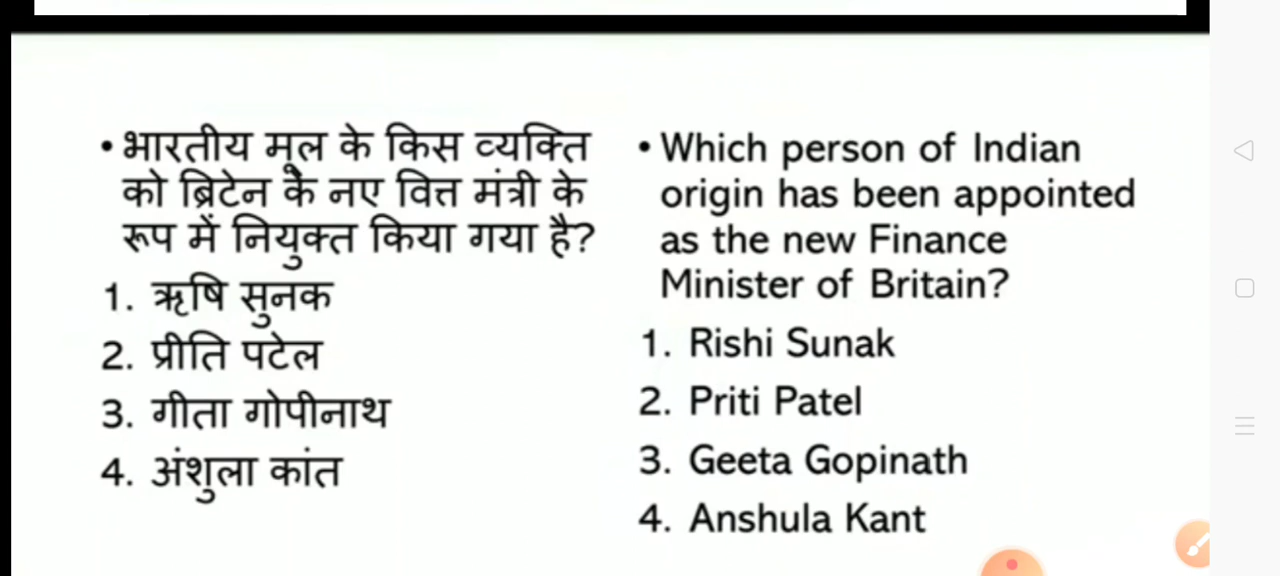 • भारतीय मूल के किस व्यक्ति
को ब्रिटेन के नए वित्त मंत्री के
रूप में नियुक्त किया गया है?
1. ऋषि सुनक
2. प्रीति पटेल
3. गीता गोपीनाथ
4. अंशुला कांत
• Which person of Indian
origin has been appointed
as the new Finance
Minister of Britain?
1. Rishi Sunak
2. Priti Patel
3. Geeta Gopinath
4. Anshula Kant